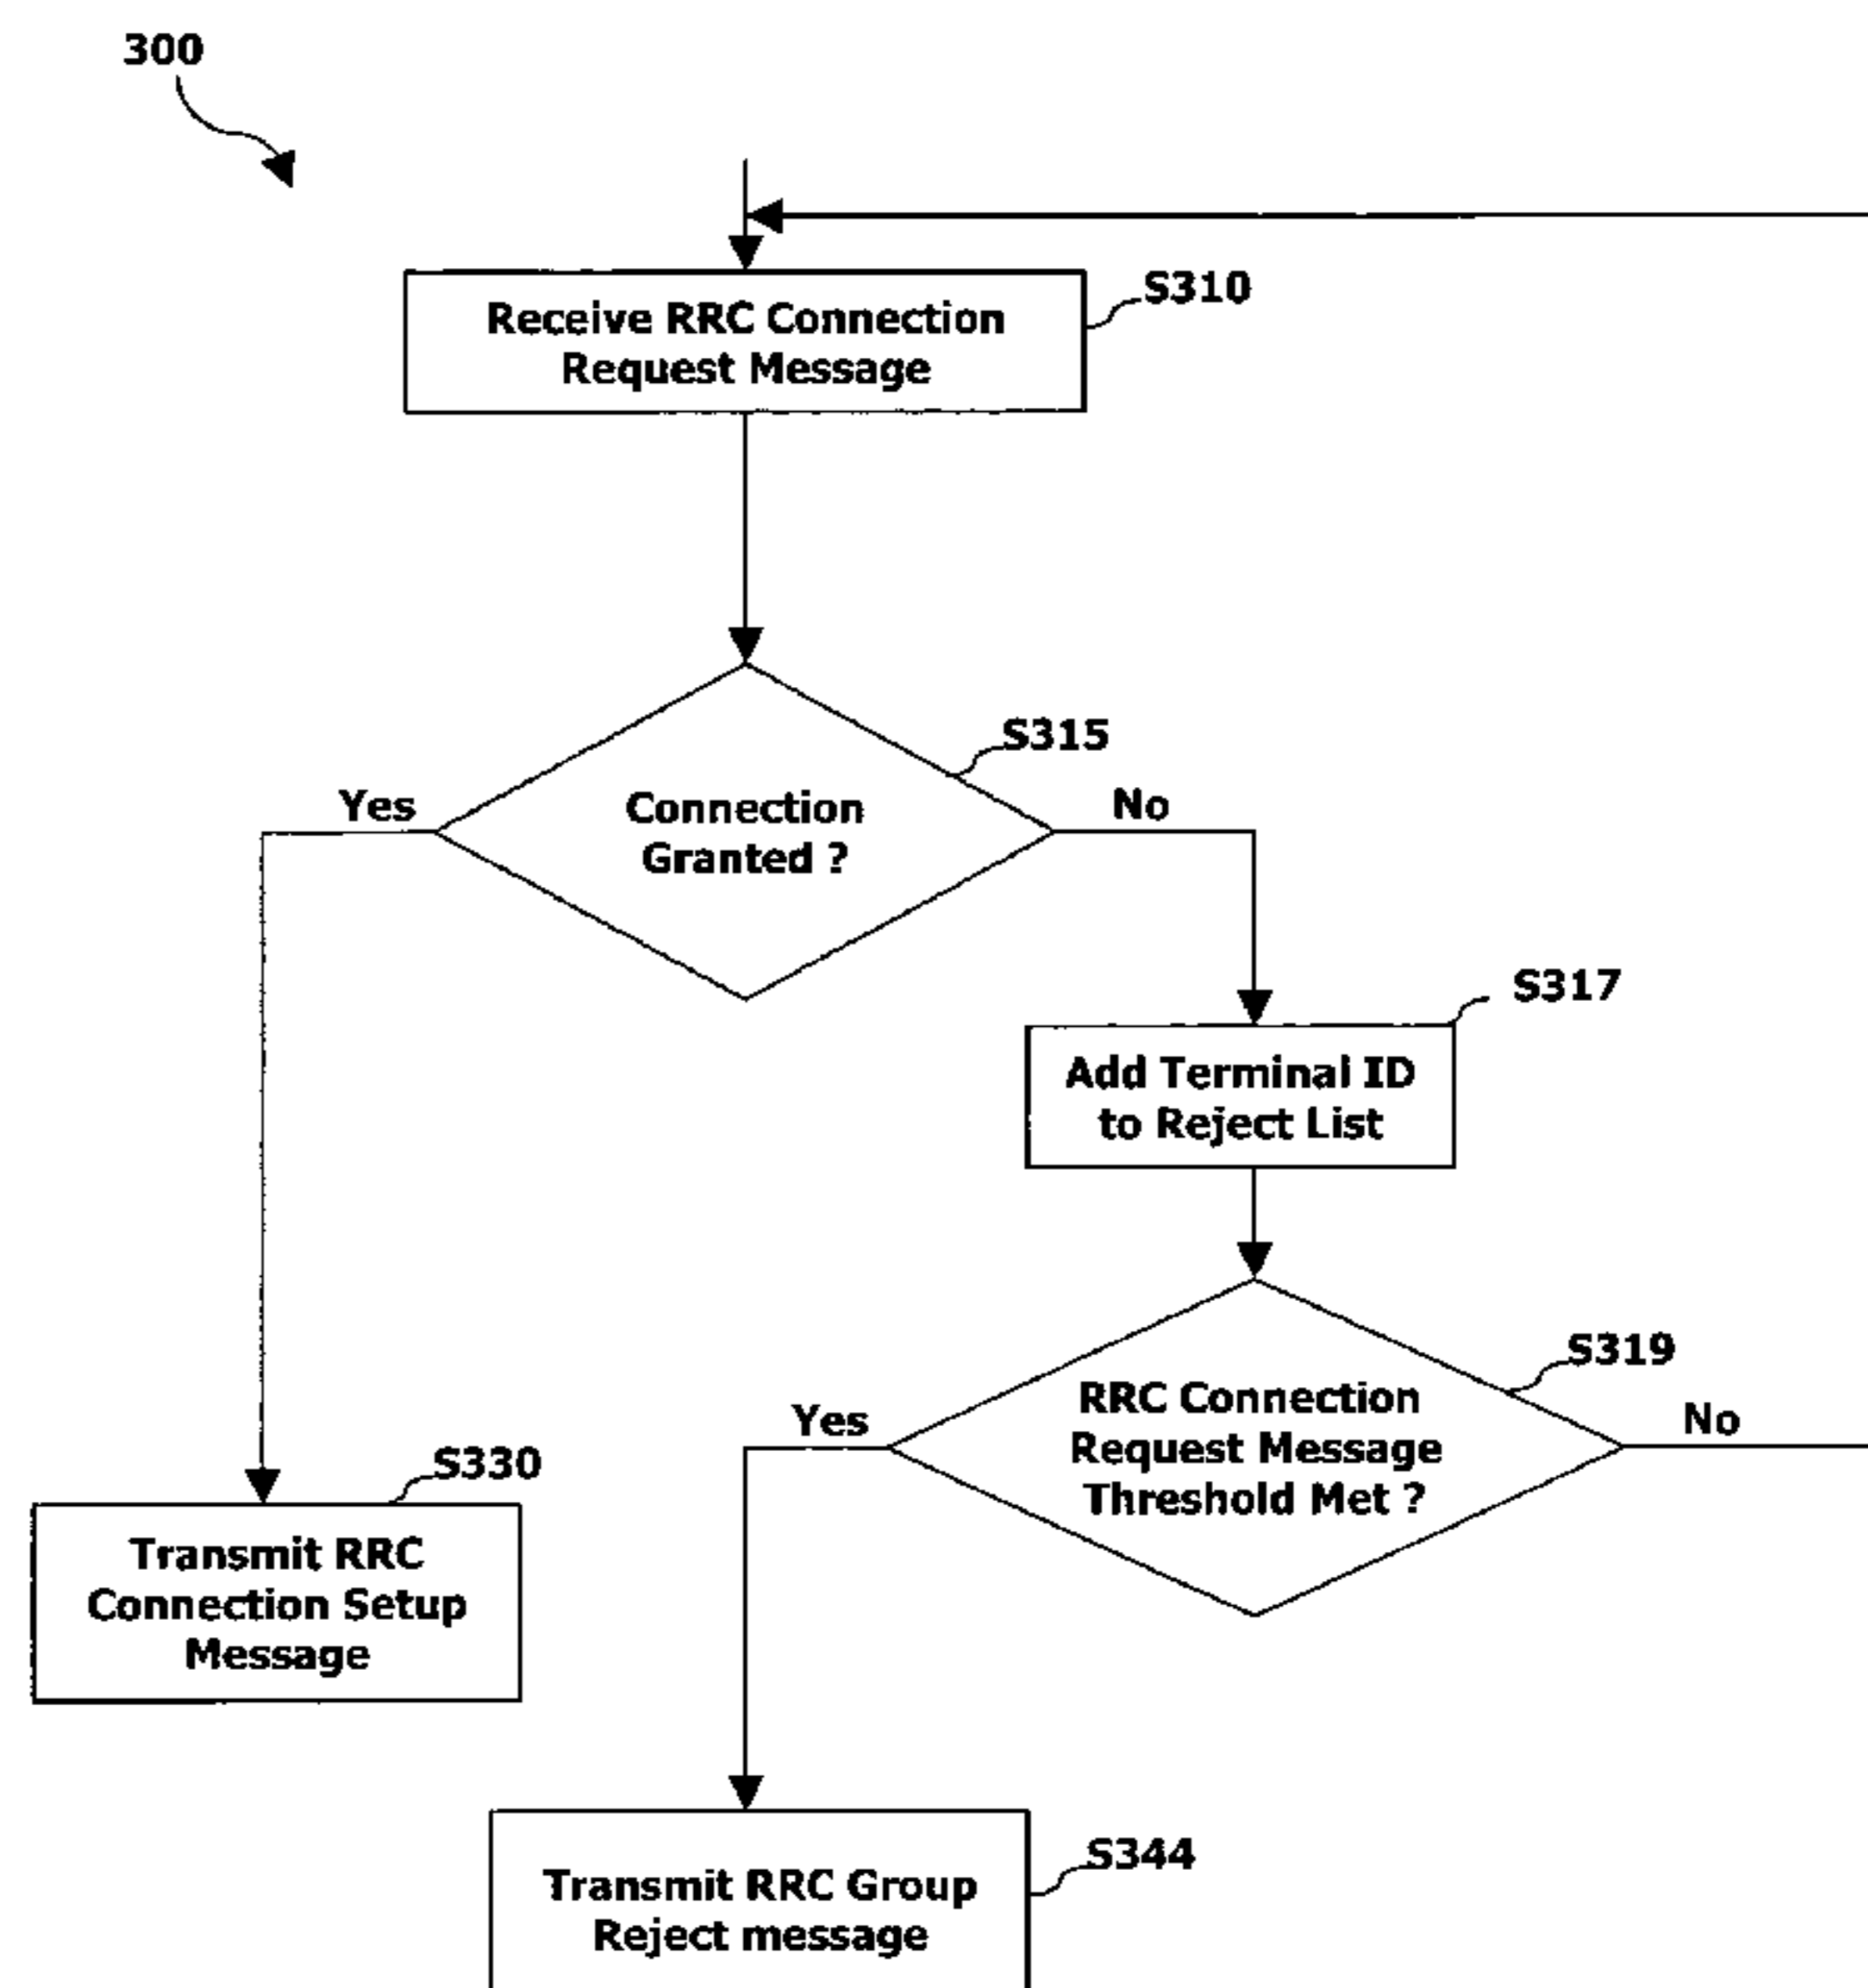 300
S310
Receive RRC Connection
Request Message
S315
Yes
No
Connection
Granted ?
S317
Add Terminal ID
to Reject List
S319
RRC Connection
Request Message
Threshold Met ?
Yes
No
S330
Transmit RRC
Connection Setup
Message
S344
Transmit RRC Group
Reject message